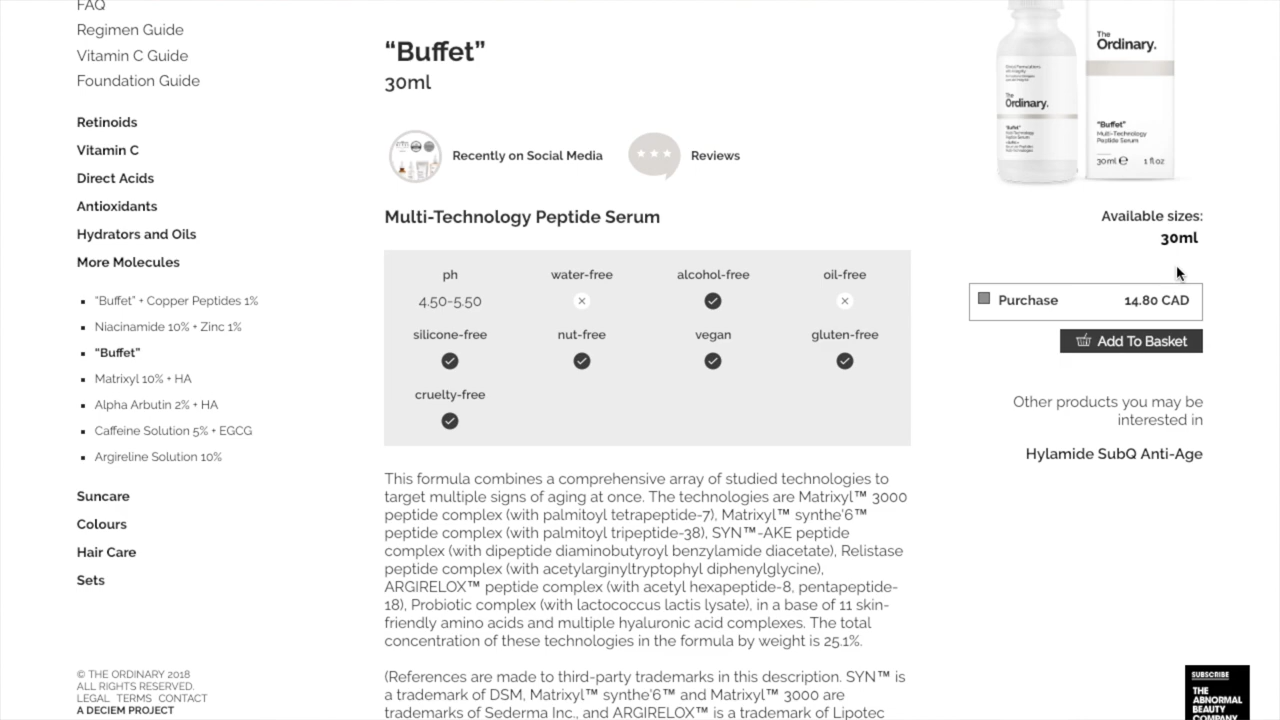 FAQ
Regimen Guide
Vitamin C Guide
Foundation Guide
Retinoids
Vitamin C
Direct Acids
Antioxidants
Hydrators and Oils
More Molecules
"Buffet" + Copper Peptides 1%
Niacinamide 10% + Zinc 1%
"Buffet"
Matrixyl 10% + HA
Alpha Arbutin 2% + HA
Caffeine Solution 5% + EGCG
Argireline Solution 10%
Suncare
Colours
Hair Care
Sets
© THE ORDINARY 2018
ALL RIGHTS RESERVED.
LEGAL TERMS CONTACT
A DECIEM PROJECT
“Buffet”
30ml
Recently on Social Media
Reviews
Multi-Technology Peptide Serum
ph water-free alcohol-free oil-free
4.50-5.50
silicone-free nut-free vegan gluten-free
cruelty-free
This formula combines a comprehensive array of studied technologies to
target multiple signs of aging at once. The technologies are Matrixyl™ 3000
peptide complex (with palmitoyl tetrapeptide-7), Matrixyl™ synthe'6™
peptide complex (with palmitoyl tripeptide-38), SYN™-AKE peptide
complex (with dipeptide diaminobutyroyl benzylamide diacetate), Relistase
peptide complex (with acetylarginyltryptophyl diphenylglycine),
ARGIRELOX™ peptide complex (with acetyl hexapeptide-8, pentapeptide-
18), Probiotic complex (with lactococcus lactis lysate), in a base of 11 skin-
friendly amino acids and multiple hyaluronic acid complexes. The total
concentration of these technologies in the formula by weight is 25.1%.
(References are made to third-party trademarks in this description. SYN™ is
a trademark of DSM, Matrixyl™ synthe'6™ and Matrixyl™ 3000 are
trademarks of Sederma Inc., and ARGIRELOX™ is a trademark of Lipotec
The
Ordinary.
"Buffet"
The
Ordinary.
"Buffet"
Multi-Technology
Peptide Serum
30ml ℮ 1 fl oz
Available sizes:
30ml
Purchase 14.80 CAD
Add To Basket
Other products you may be
interested in
Hylamide SubQ Anti-Age
SUBSCRIBE
THE
ABNORMAL
BEAUTY
COMPANY